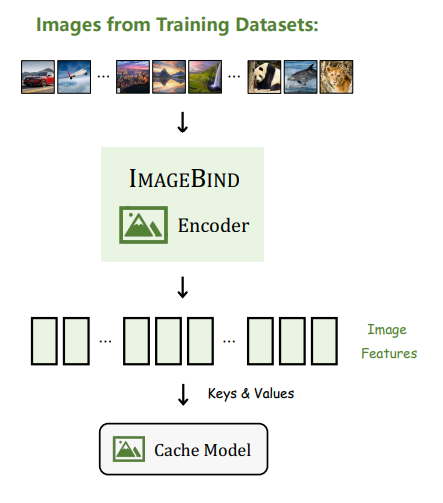 Images from Training Datasets:
...
...
IMAGEBIND
Encoder
...
...
Image
Features
Keys & Values
Cache Model